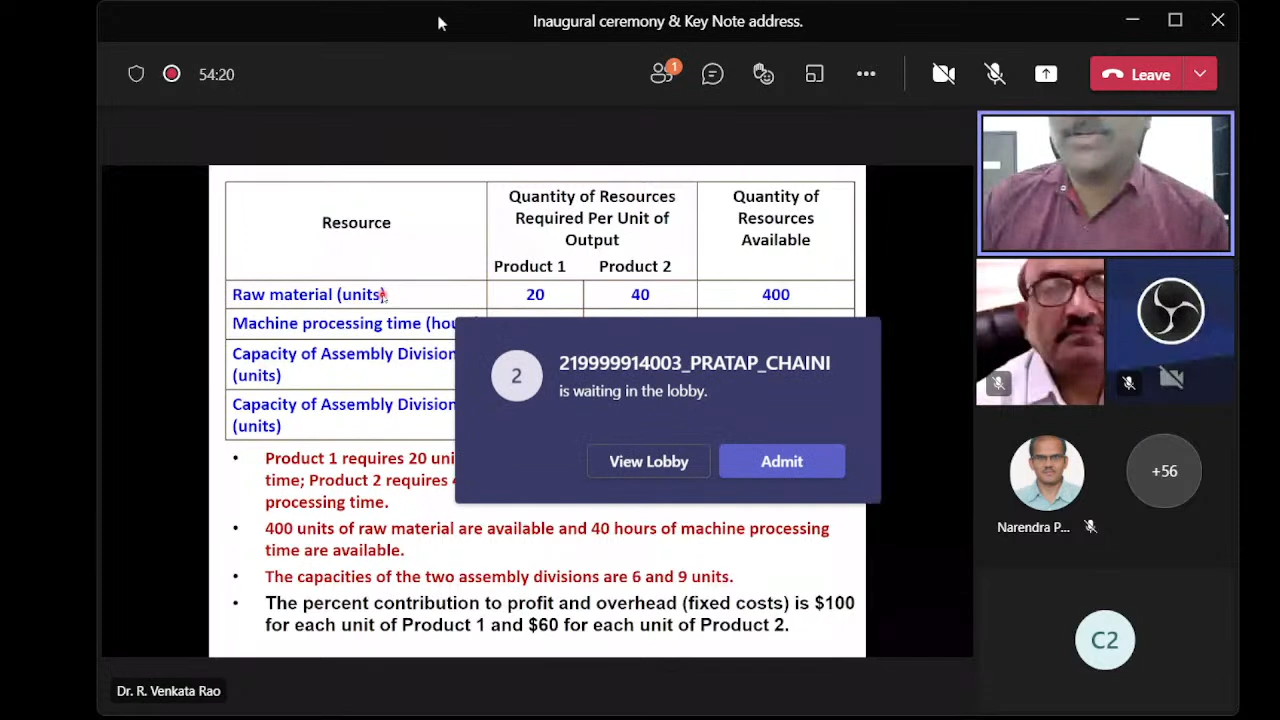 Inaugural ceremony & Key Note address.
54:20
1
Leave
Resource
Quantity of Resources
Required Per Unit of
Output
Product 1 Product 2
Quantity of
Resources
Available
Raw material (units) 20 40 400
Machine processing time
Capacity of Assembly Division
(units)
Capacity of Assembly Division
(units)
2
219999914003_PRATAP_CHAINI
is waiting in the lobby.
View Lobby Admit
Product 1 requires 20
time; Product 2 requires
processing time.
• 400 units of raw material are available and 40 hours of machine processing
time are available.
• The capacities of the two assembly divisions are 6 and 9 units.
• The percent contribution to profit and overhead (fixed costs) is $100
for each unit of Product 1 and $60 for each unit of Product 2.
+56
Narendra P...
C2
Dr. R. Venkata Rao